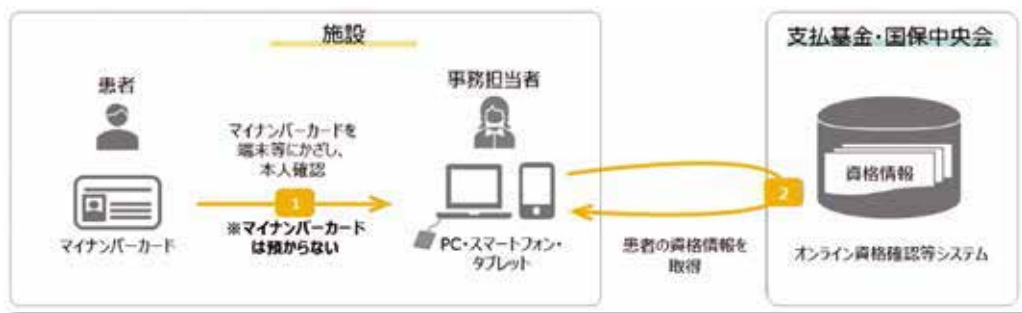 施設
患者
マイナンバーカード
マイナンバーカードを
端末等にかざし、
本人確認
1
※マイナンバーカード
は預からない
事務担当者
PC・スマートフォン・
タブレット
2
患者の資格情報を
取得
支払基金・国保中央会
資格情報
オンライン資格確認等システム